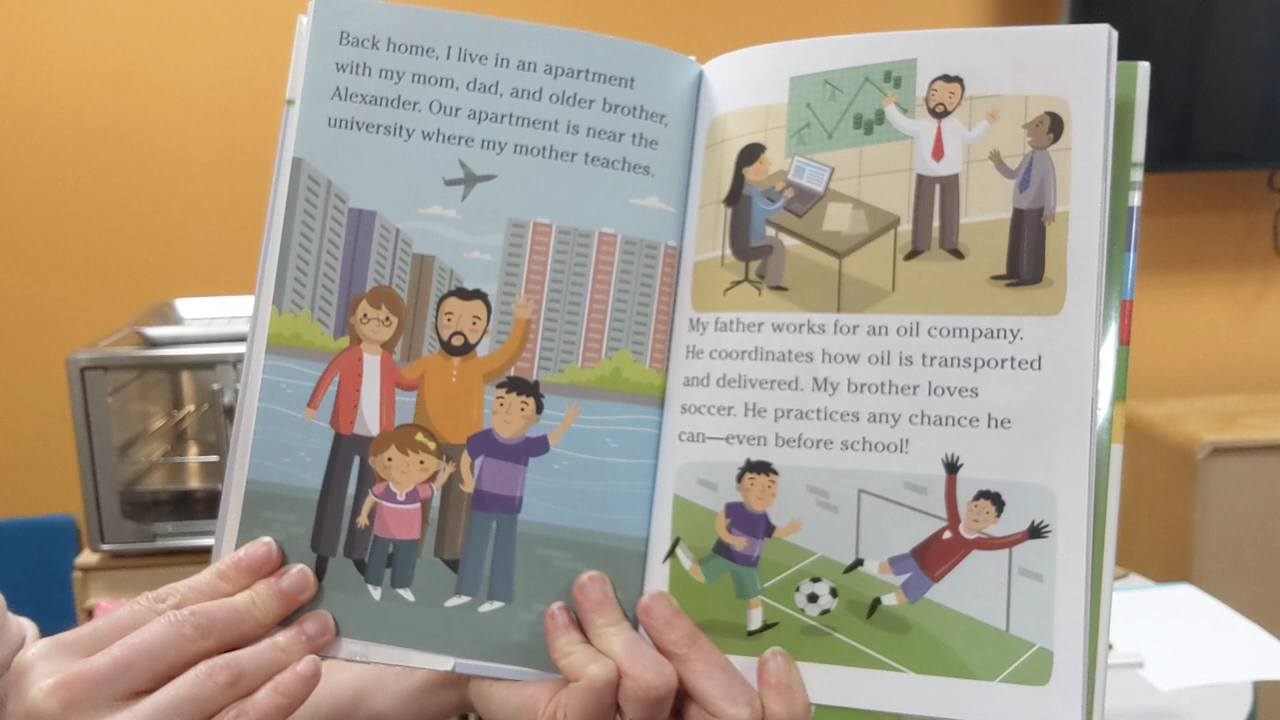 Back home, I live in an apartment
with my mom, dad, and older brother,
Alexander. Our apartment is near the
university where my mother teaches.
My father works for an oil company.
He coordinates how oil is transported
and delivered. My brother loves
soccer. He practices any chance he
can—even before school!